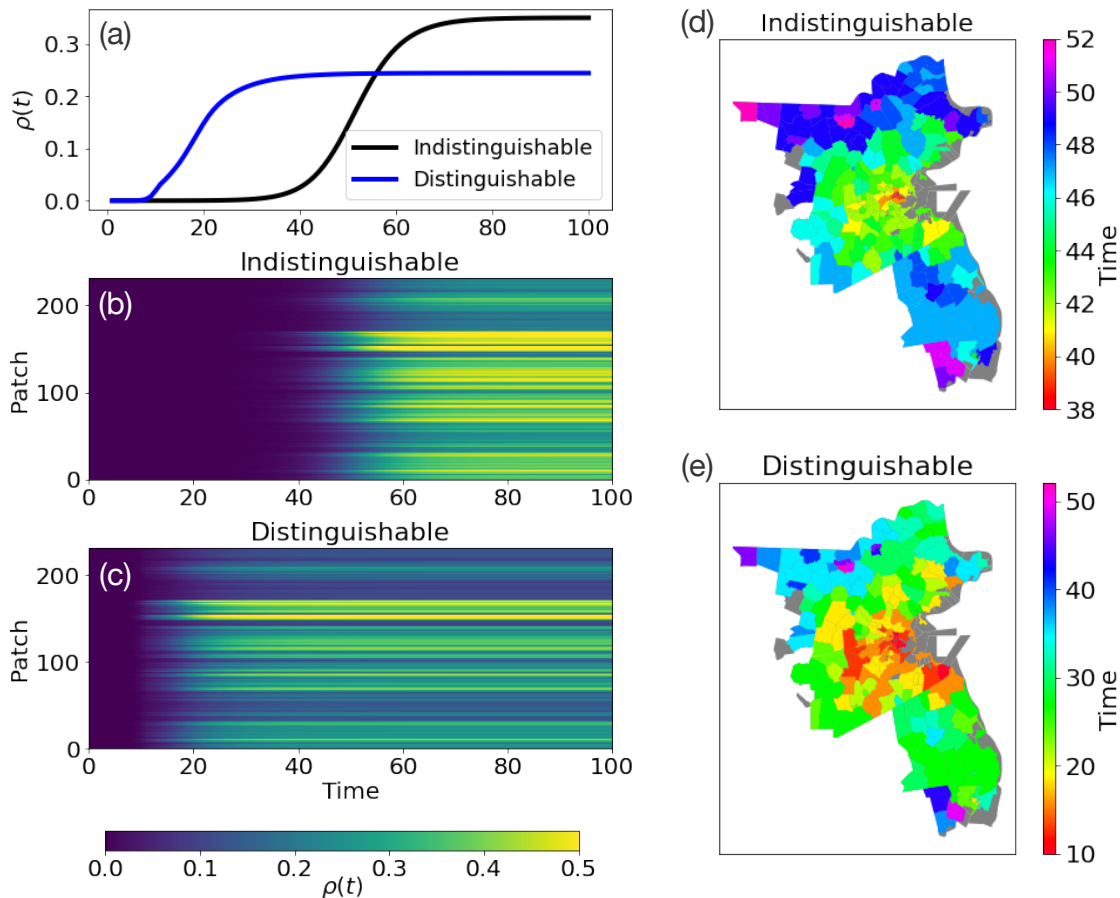 (a)
ρ(t)
0.3
0.2
0.1
0.0
Indistinguishable
Distinguishable
0 20 40 60 80 100
Indistinguishable
(b)
Patch
200
100
0
0 20 40 60 80 100
Distinguishable
(c)
Patch
200
100
0
0 20 40 60 80 100
Time
0.0 0.1 0.2 0.3 0.4 0.5
ρ(t)
(d)
Indistinguishable
52
50
48
46
44
42
40
38
Time
(e)
Distinguishable
50
40
30
20
10
Time